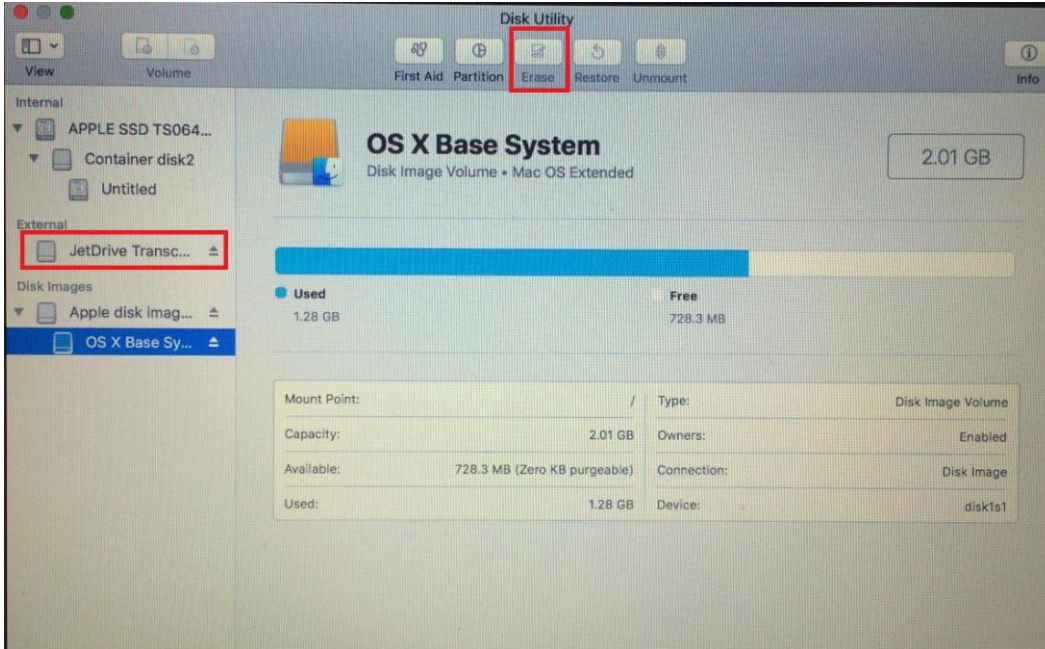 Disk Utility
View
Volume
First Aid
Partition
Erase
Restore
Unmount
Info
Internal
APPLE SSD TS064...
Container disk2
Untitled
External
JetDrive Transc...
Disk Images
Apple disk imag...
OS X Base Sy...
OS X Base System
Disk Image Volume • Mac OS Extended
2.01 GB
Used
1.28 GB
Free
728.3 MB
Mount Point: /
Capacity: 2.01 GB
Available: 728.3 MB (Zero KB purgeable)
Used: 1.28 GB
Type: Disk Image Volume
Owners: Enabled
Connection: Disk Image
Device: disk1s1